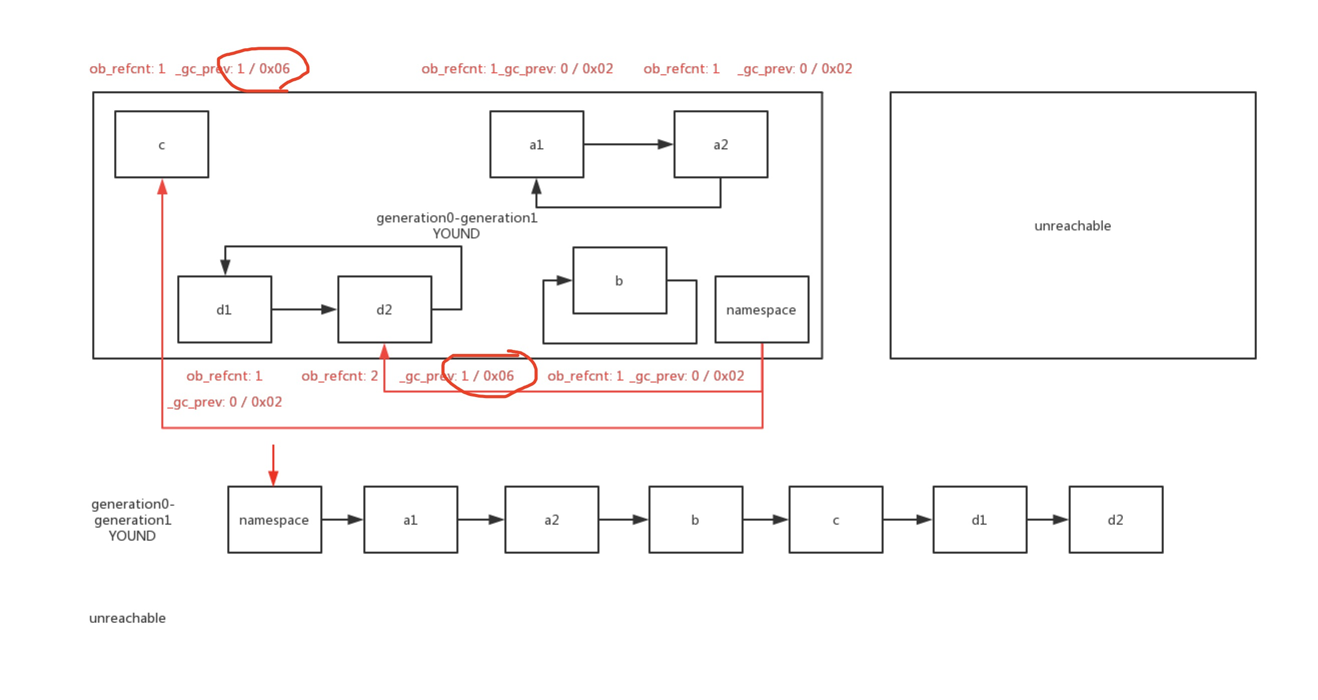 ob_refcnt: 1 _gc_prev: 1 / 0x06
ob_refcnt: 1_gc_prev: 0 / 0x02
ob_refcnt: 1 _gc_prev: 0 / 0x02
c
a1
a2
unreachable
generation0-generation1
YOUND
d1
d2
b
namespace
ob_refcnt: 1
_gc_prev: 0 / 0x02
ob_refcnt: 2 _gc_prev: 1 / 0x06
ob_refcnt: 1 _gc_prev: 0 / 0x02
generation0-
generation1
YOUND
namespace
a1
a2
b
c
d1
d2
unreachable